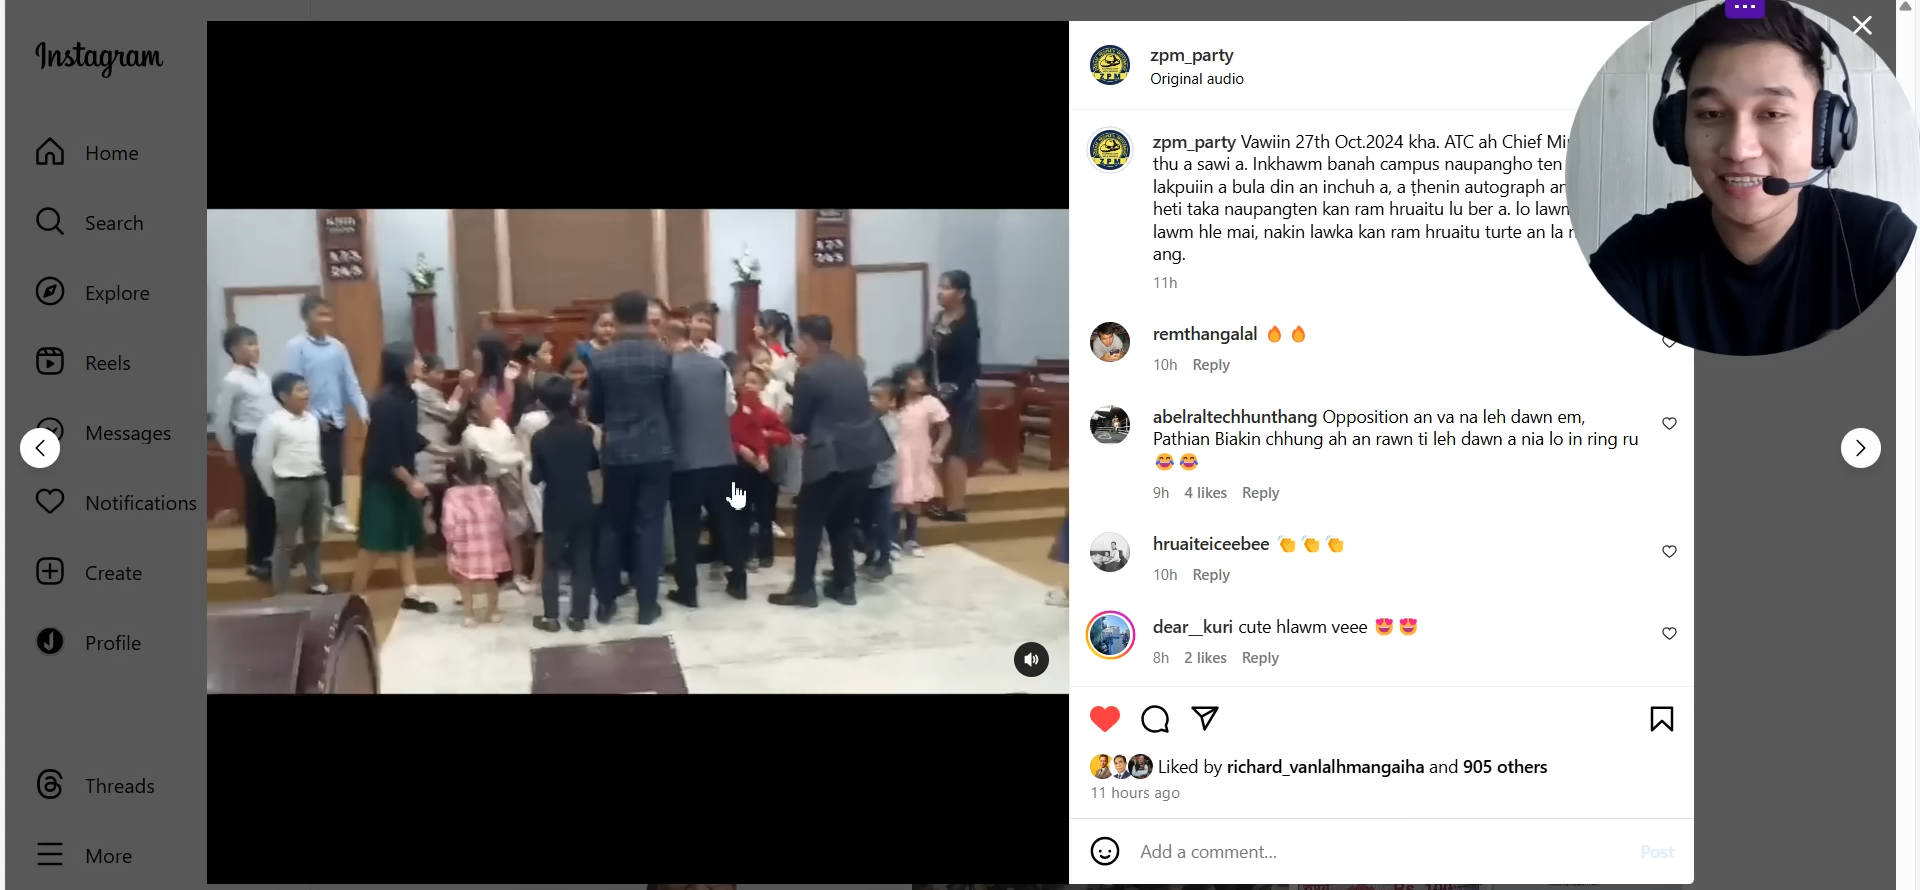 Instagram
Home
Search
Explore
Reels
Messages
Notifications
Create
Profile
Threads
More
zpm_party
Original audio
zpm_party Vawiin 27th Oct.2024 kha. ATC ah Chief
thu a sawi a. Inkhawm banah campus naupangho ten
lakpuiin a bula din an inchuh a, a ṭhenin autograph
heti taka naupangten kan ram hruaitu lu ber a. lo
lawm hle mai, nakin lawka kan ram hruaitu turte an la
ang.
11h
remthangalal 🔥 🔥
10h Reply
abelraltechhunthang Opposition an va na leh dawn em,
Pathian Biakin chhung ah an rawn ti leh dawn a nia lo in ring ru
😂 😂
9h 4 likes Reply
hruaiteiceebee 👏 👏 👏
10h Reply
dear__kuri cute hlawm veee 😍 😍
8h 2 likes Reply
Liked by richard_vanlalhmangaiha and 905 others
11 hours ago
Add a comment...
Post